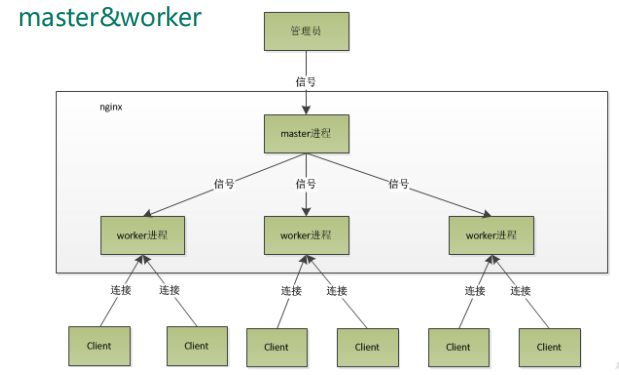 master&worker
管理员
信号
nginx
master进程
信号
信号
信号
worker进程
worker进程
worker进程
连接
连接
连接
连接
连接
连接
Client
Client
Client
Client
Client
Client